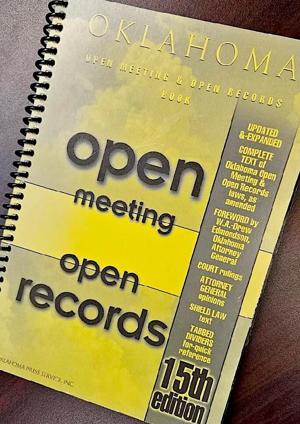 OKLAHOMA
OPEN MEETING & OPEN RECORDS
BOOK
open
meeting
open
records
UPDATED
&-EXPANDED
COMPLETE
TEXT of
Oklahoma Open
Meeting &
Open Records
laws, as
amended
FOREWORD by
W.A.-Drew
Edmondson,
Oklahoma
Attorney
General
COURT rulings
ATTORNEY
GENERAL
opinions
SHIELD LAW
text
TABBED
DIVIDERS
for-quick
reference
15th
edition
OKLAHOMA PRESS SERVICE, INC.